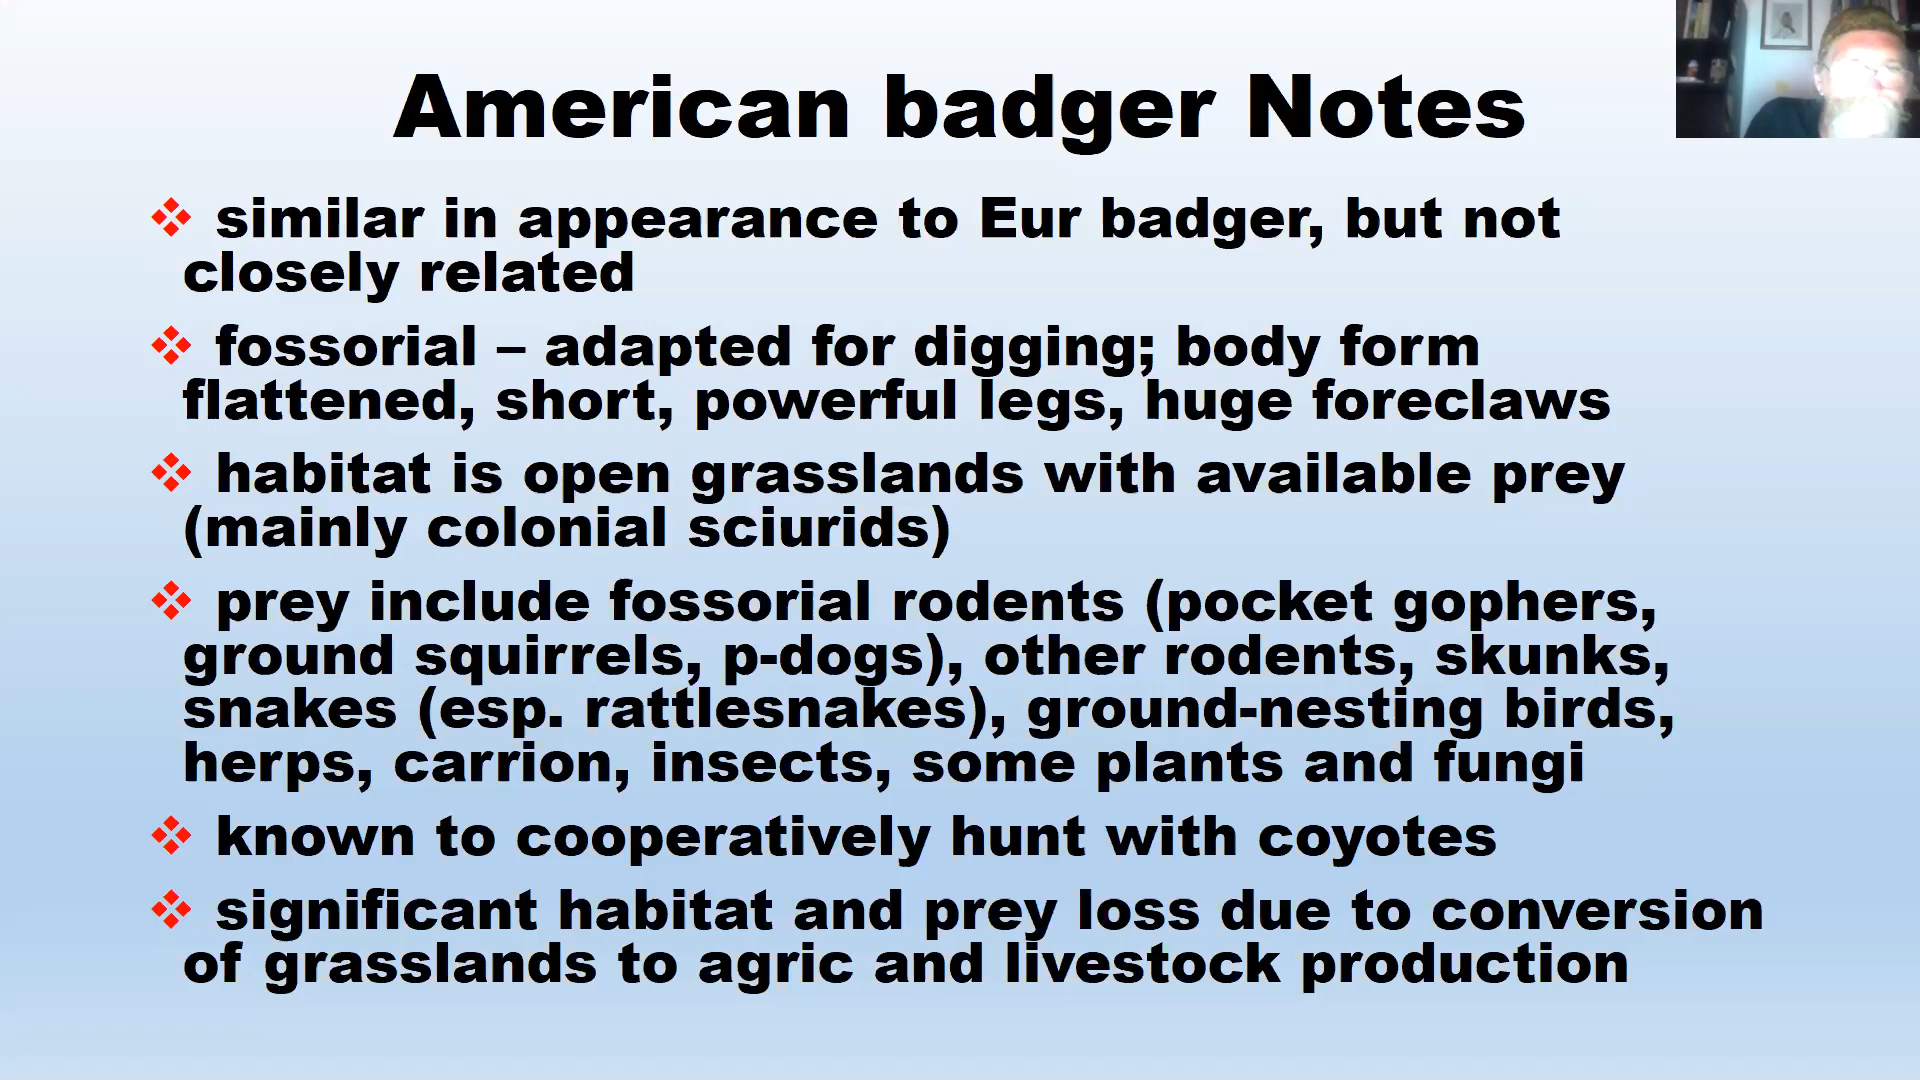 American badger Notes
❖ similar in appearance to Eur badger, but not
closely related
❖ fossorial – adapted for digging; body form
flattened, short, powerful legs, huge foreclaws
❖ habitat is open grasslands with available prey
(mainly colonial sciurids)
❖ prey include fossorial rodents (pocket gophers,
ground squirrels, p-dogs), other rodents, skunks,
snakes (esp. rattlesnakes), ground-nesting birds,
herps, carrion, insects, some plants and fungi
❖ known to cooperatively hunt with coyotes
❖ significant habitat and prey loss due to conversion
of grasslands to agric and livestock production